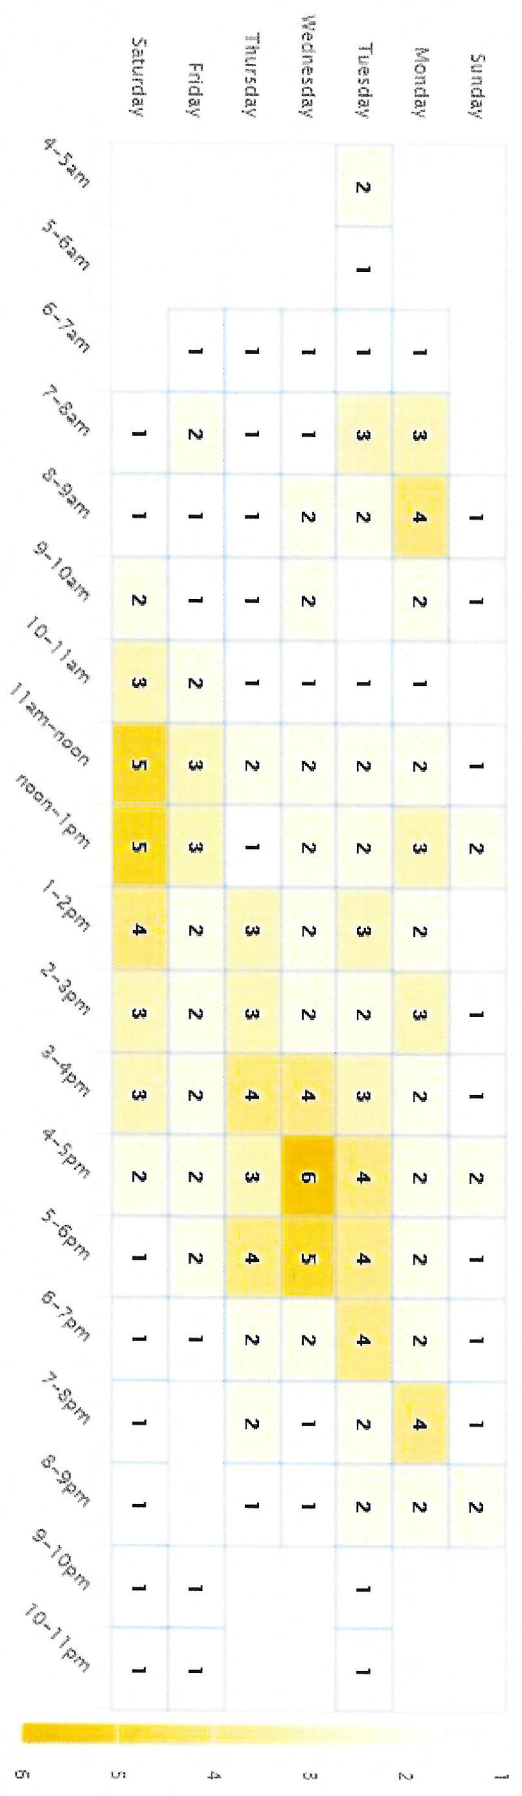 Sunday 1 1 1 2 1 1 2 1 1 1 2
Monday 1 3 4 2 1 2 3 2 3 2 2 2 2 4 2
Tuesday 2 1 1 3 2 1 2 2 3 2 3 4 4 4 2 2 1 1
Wednesday 1 1 2 2 1 2 2 2 2 4 6 5 2 1 1
Thursday 1 1 1 1 1 2 1 3 3 4 3 4 2 2 1
Friday 1 2 1 1 2 3 3 2 2 2 2 2 1 1 1
Saturday 1 1 2 3 5 5 4 3 3 2 1 1 1 1 1 1
4-5am 5-6am 6-7am 7-8am 8-9am 9-10am 10-11am 11am-noon noon-1pm 1-2pm 2-3pm 3-4pm 4-5pm 5-6pm 6-7pm 7-8pm 8-9pm 9-10pm 10-11pm
1
2
3
4
5
6